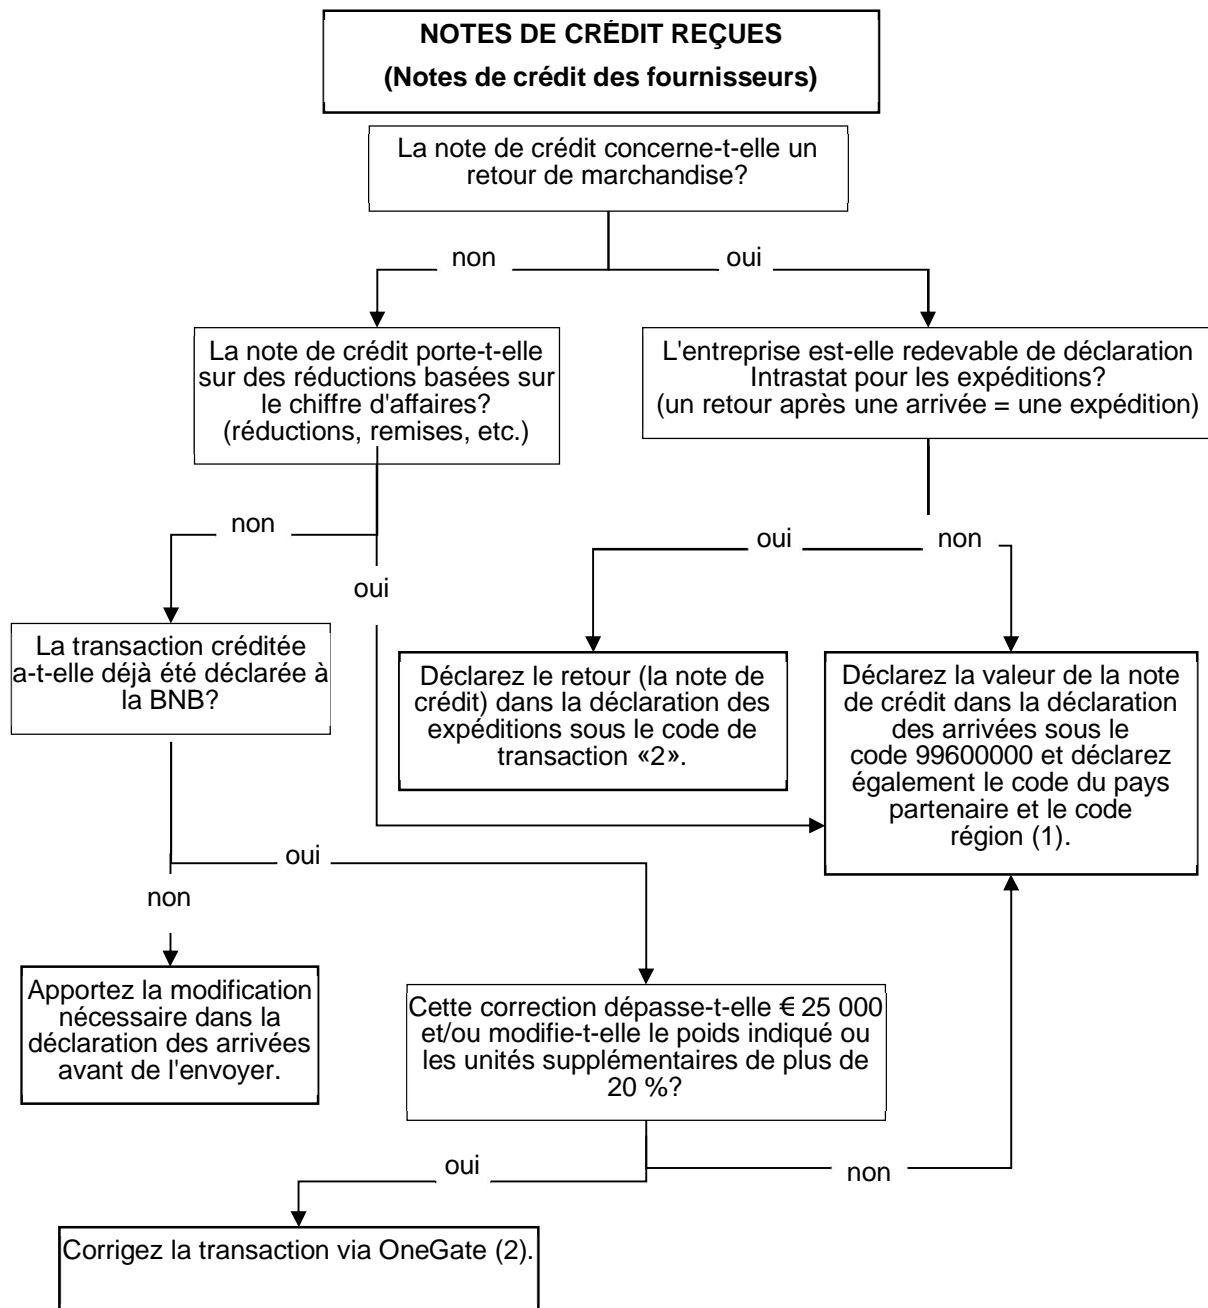 NOTES DE CRÉDIT REÇUES
(Notes de crédit des fournisseurs)
La note de crédit concerne-t-elle un
retour de marchandise?
non
oui
La note de crédit porte-t-elle
sur des réductions basées sur
le chiffre d'affaires?
(réductions, remises, etc.)
L'entreprise est-elle redevable de déclaration
Intrastat pour les expéditions?
(un retour après une arrivée = une expédition)
non
oui
oui
non
La transaction créditée
a-t-elle déjà été déclarée à
la BNB?
Déclarez le retour (la note de
crédit) dans la déclaration des
expéditions sous le code de
transaction «2».
Déclarez la valeur de la note
de crédit dans la déclaration
des arrivées sous le
code 99600000 et déclarez
également le code du pays
partenaire et le code
région (1).
oui
non
Apportez la modification
nécessaire dans la
déclaration des arrivées
avant de l'envoyer.
Cette correction dépasse-t-elle € 25 000
et/ou modifie-t-elle le poids indiqué ou
les unités supplémentaires de plus de
20 %?
oui
non
Corrigez la transaction via OneGate (2).